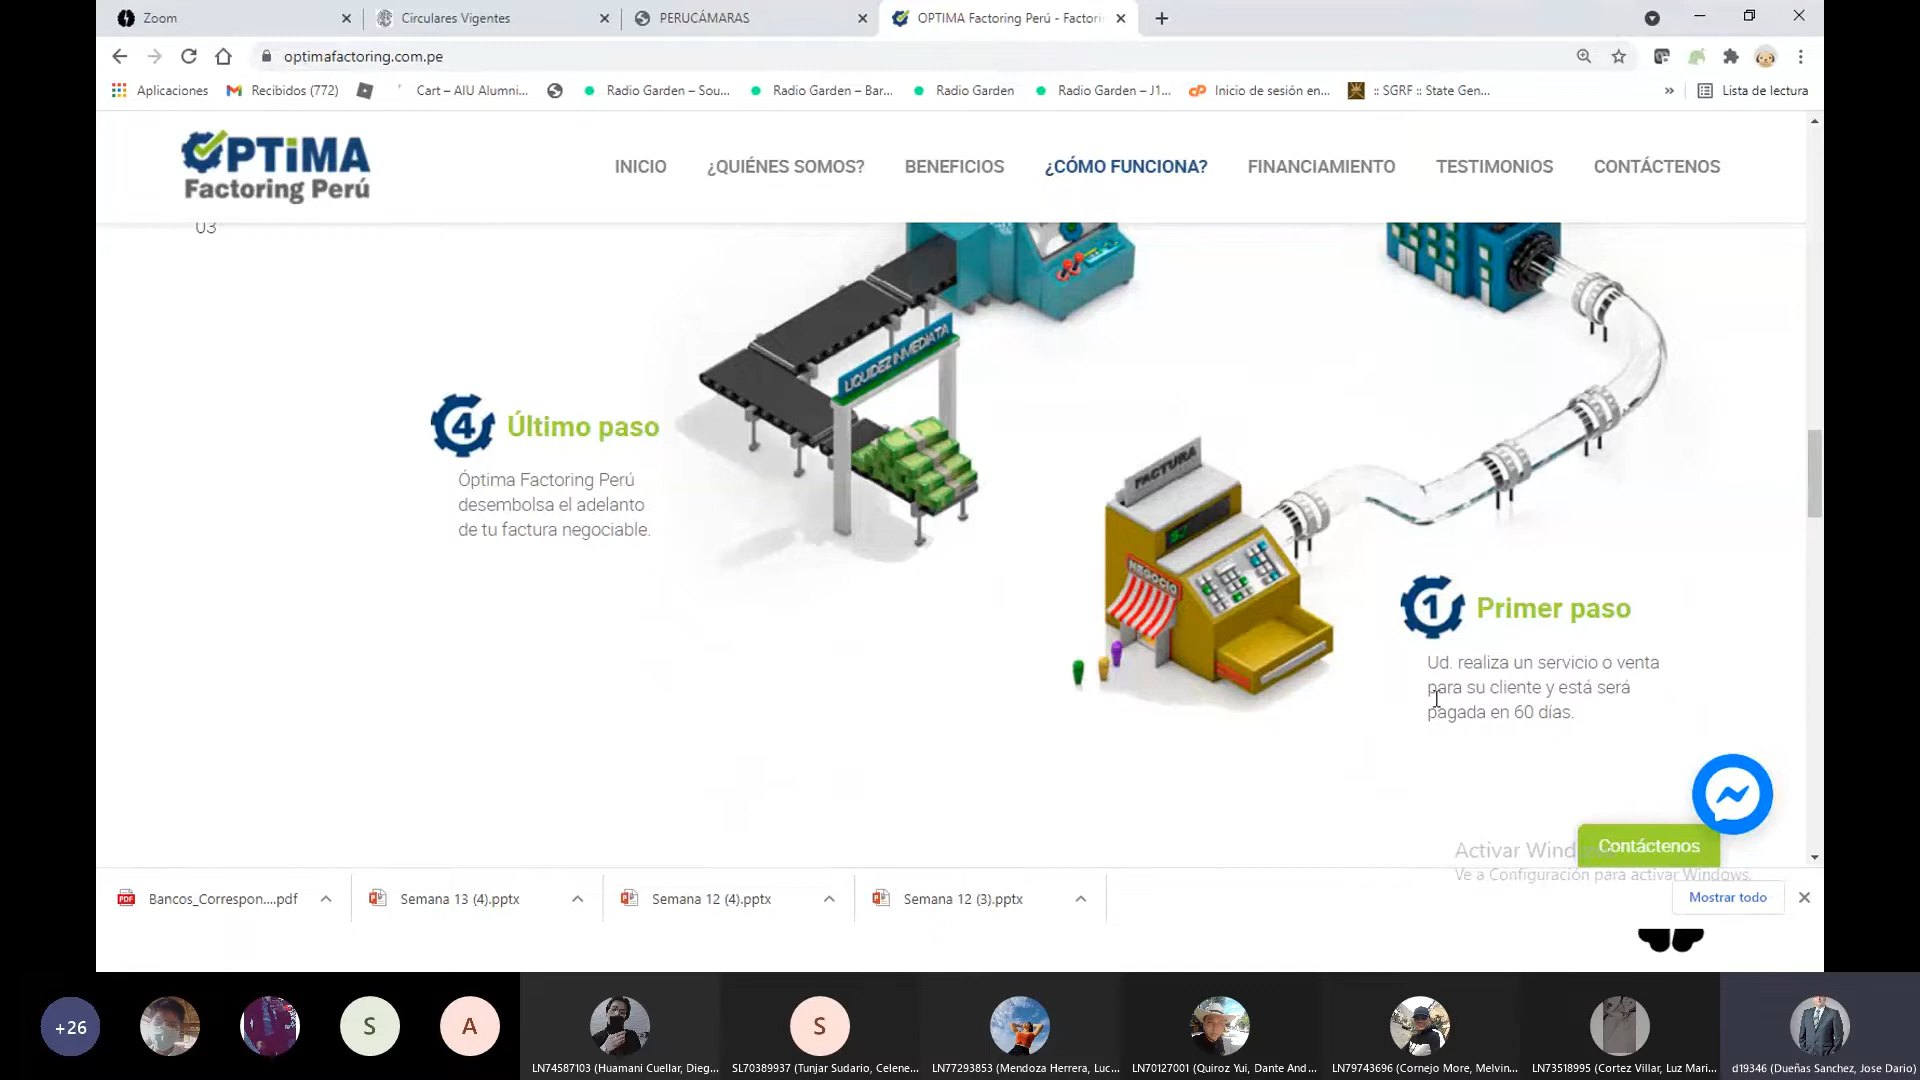 Zoom
Circulares Vigentes
PERUCÁMARAS
OPTIMA Factoring Perú - Factori
optimafactoring.com.pe
Aplicaciones
Recibidos (772)
Cart – AIU Alumni...
Radio Garden – Sou...
Radio Garden – Bar...
Radio Garden
Radio Garden – J1...
Inicio de sesión en...
:: SGRF :: State Gen...
»
Lista de lectura
ÓPTiMA
Factoring Perú
INICIO
¿QUIÉNES SOMOS?
BENEFICIOS
¿CÓMO FUNCIONA?
FINANCIAMIENTO
TESTIMONIOS
CONTÁCTENOS
03
LIQUIDEZ INMEDIATA
4 Último paso
Óptima Factoring Perú
desembolsa el adelanto
de tu factura negociable.
FACTURA
NEGOCIO
1 Primer paso
Ud. realiza un servicio o venta
para su cliente y está será
pagada en 60 días.
Contáctenos
Activar Wind
Ve a Configuración para activar Windows.
Bancos_Correspon....pdf
Semana 13 (4).pptx
Semana 12 (4).pptx
Semana 12 (3).pptx
Mostrar todo
+26
S
A
S
LN74587103 (Huamani Cuellar, Dieg...
SL70389937 (Tunjar Sudario, Celene...
LN77293853 (Mendoza Herrera, Luc...
LN70127001 (Quiroz Yui, Dante And...
LN79743696 (Cornejo More, Melvin...
LN73518995 (Cortez Villar, Luz Mari...
d19346 (Dueñas Sanchez, Jose Dario)